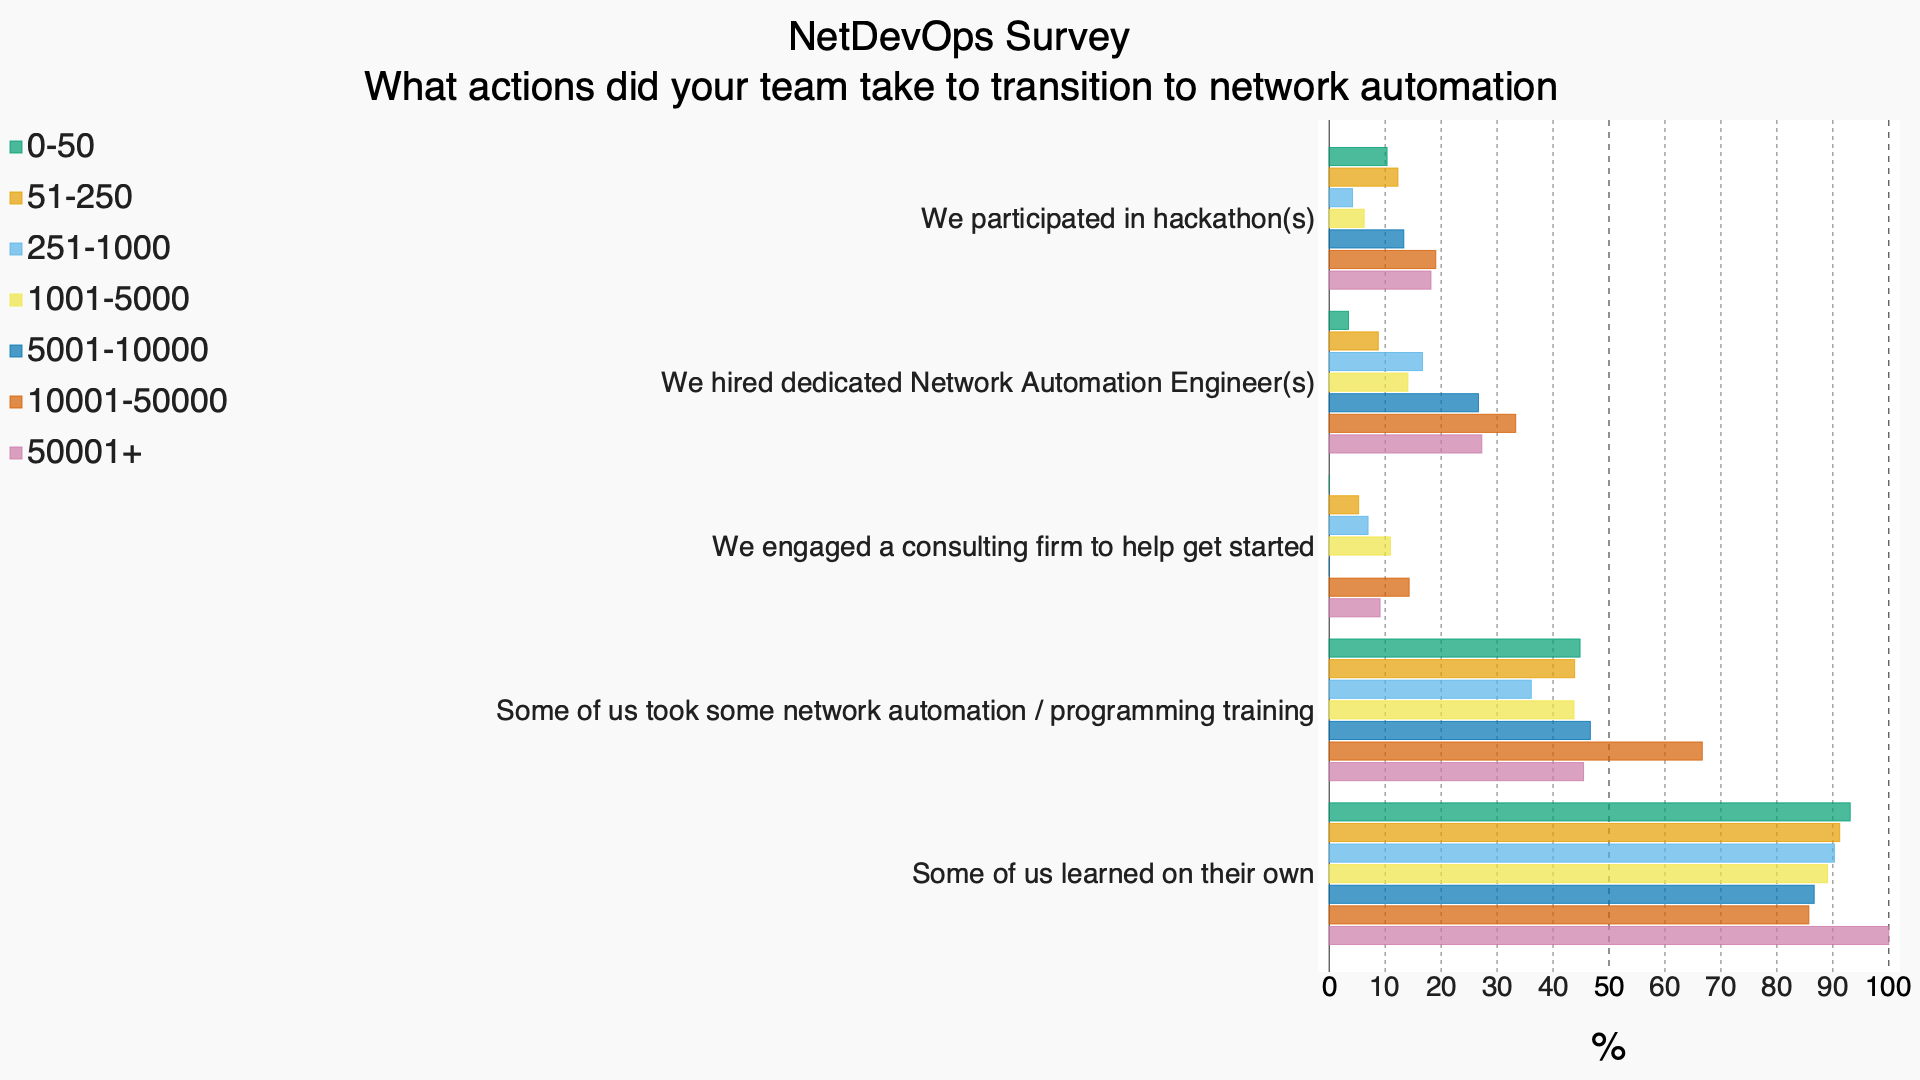 NetDevOps Survey
What actions did your team take to transition to network automation
0-50
51-250
251-1000
1001-5000
5001-10000
10001-50000
50001+
We participated in hackathon(s)
We hired dedicated Network Automation Engineer(s)
We engaged a consulting firm to help get started
Some of us took some network automation / programming training
Some of us learned on their own
0 10 20 30 40 50 60 70 80 90 100
%